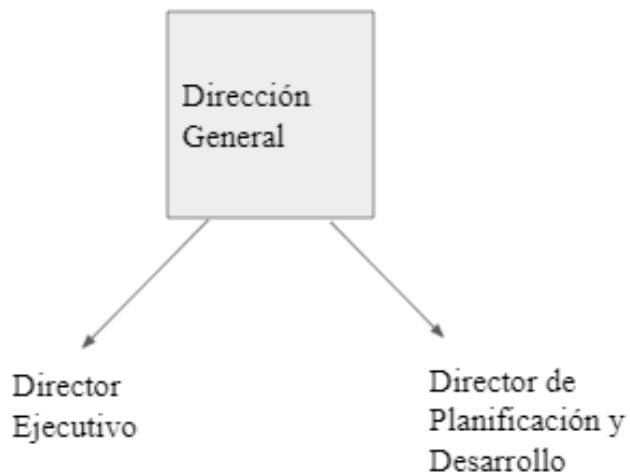 Dirección
General
Director
Ejecutivo
Director de
Planificación y
Desarrollo